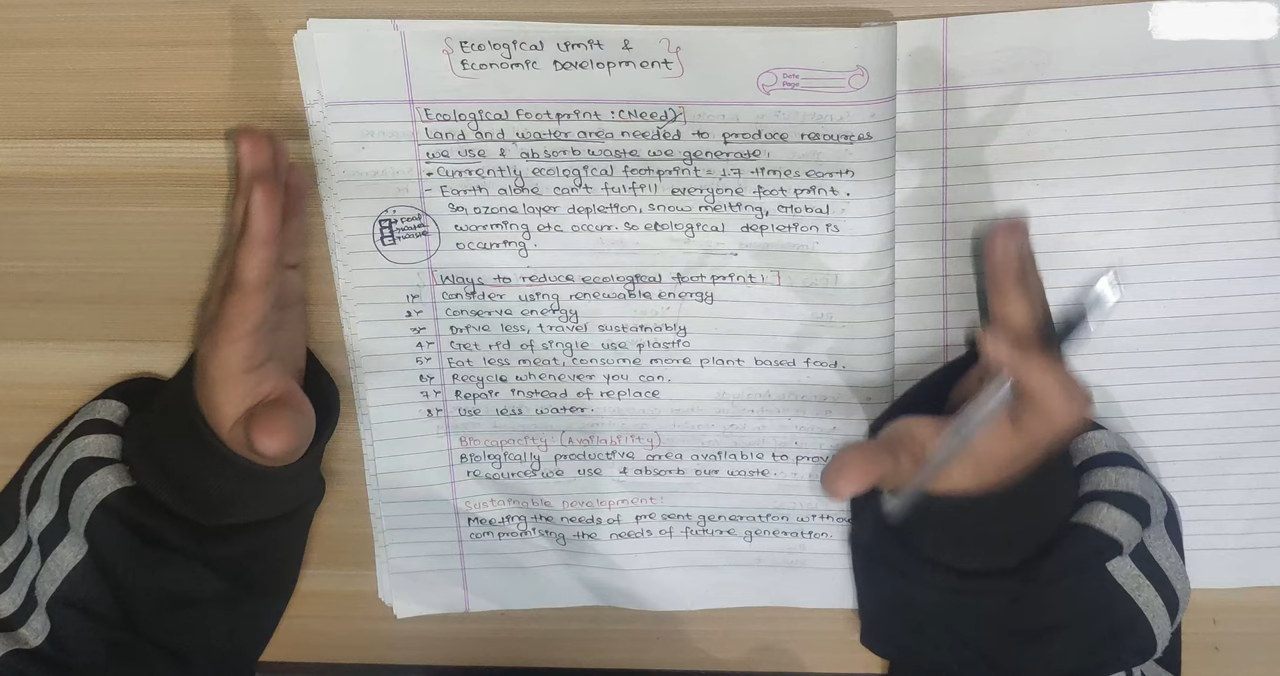 Ecological Limit &
Economic Development
Date
Page
Ecological Footprint : (Need)
Land and water area needed to produce resources
we use & absorb waste we generate.
- Currently ecological footprint = 1.7 times earth
- Earth alone can't fulfill everyone foot print.
So, ozone layer depletion, snow melting, Global
warming etc occur. So ecological depletion is
occuring.
→ Food
→ water
→ waste
Ways to reduce ecological foot print:
1) Consider using renewable energy
2) Conserve energy
3) Drive less, travel sustainably
4) Get rid of single use plastic
5) Eat less meat, consume more plant based food.
6) Recycle whenever you can.
7) Repair instead of replace
8) Use less water.
Biocapacity: (Availability)
Biologically productive area available to prov
resources we use & absorb our waste.
Sustainable Development:
Meeting the needs of present generation withou
compromising the needs of future generation.